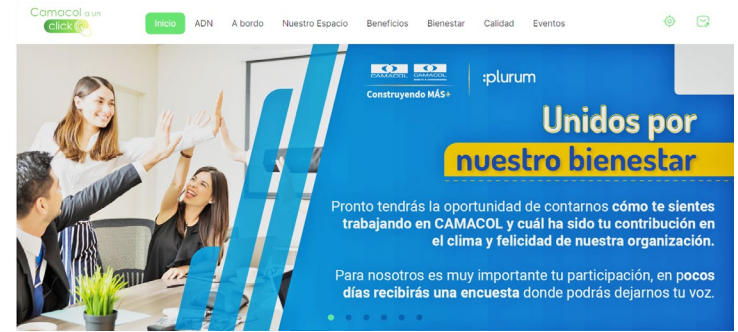 Camacol a un
click
Inicio ADN A bordo Nuestro Espacio Beneficios Bienestar Calidad Eventos
CAMACOL CAMACOL
Construyendo MÁS+
:plurum
Unidos por
nuestro bienestar
Pronto tendrás la oportunidad de contarnos cómo te sientes
trabajando en CAMACOL y cuál ha sido tu contribución en
el clima y felicidad de nuestra organización.
Para nosotros es muy importante tu participación, en pocos
días recibirás una encuesta donde podrás dejarnos tu voz.